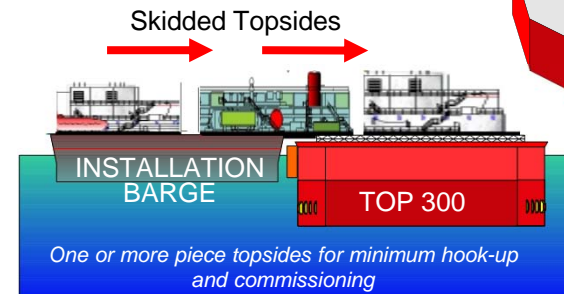 Skidded Topsides
INSTALLATION
BARGE
TOP 300
One or more piece topsides for minimum hook-up
and commissioning